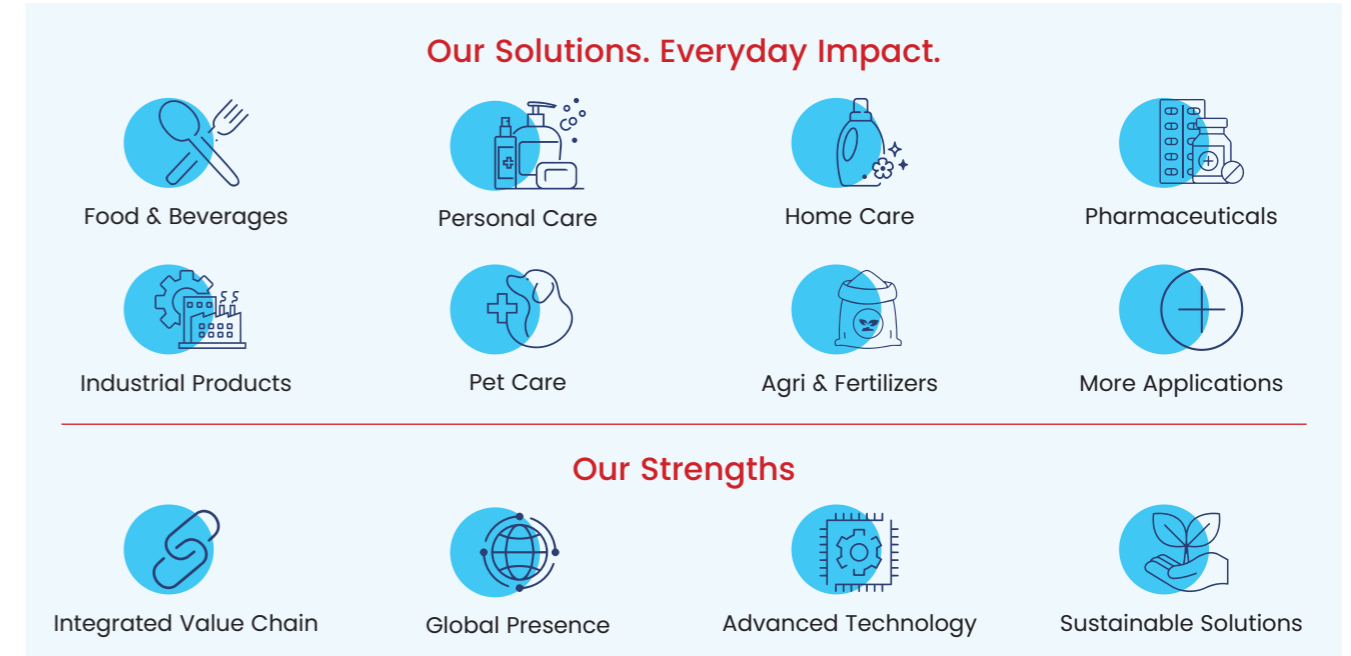 Our Solutions. Everyday Impact.
Food & Beverages
Personal Care
Home Care
Pharmaceuticals
Industrial Products
Pet Care
Agri & Fertilizers
More Applications
Our Strengths
Integrated Value Chain
Global Presence
Advanced Technology
Sustainable Solutions